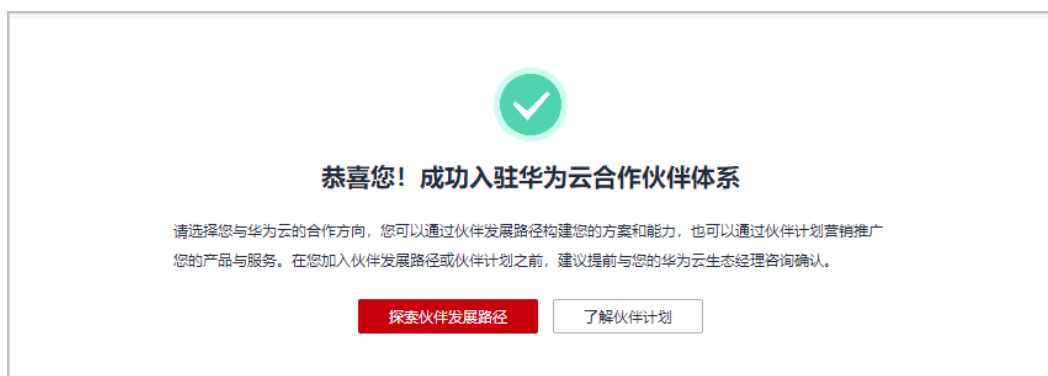 恭喜您！成功入驻华为云合作伙伴体系
请选择您与华为云的合作方向，您可以通过伙伴发展路径构建您的方案和能力，也可以通过伙伴计划营销推广
您的产品与服务。在您加入伙伴发展路径或伙伴计划之前，建议提前与您的华为云生态经理咨询确认。
探索伙伴发展路径
了解伙伴计划